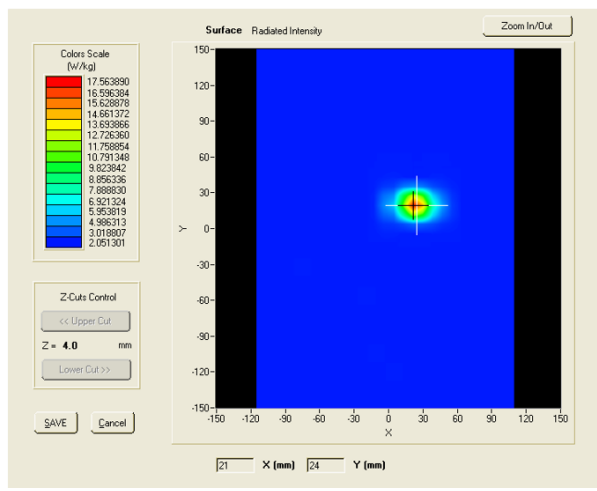 Surface Radiated Intensity
Zoom In/Out
Colors Scale
(W/kg)
17.563890
16.596384
15.628878
14.661372
13.693866
12.726360
11.758854
10.791348
9.823842
8.856336
7.888830
6.921324
5.953819
4.986313
3.018807
2.051301
Z-Cuts Control
<< Upper Cut
Z = 4.0 mm
Lower Cut >>
SAVE Cancel
150
120
90
60
30
0
-30
-60
-90
-120
-150
Y
-150 -120 -90 -60 -30 0 30 60 90 120 150
X
21 X (mm) 24 Y (mm)